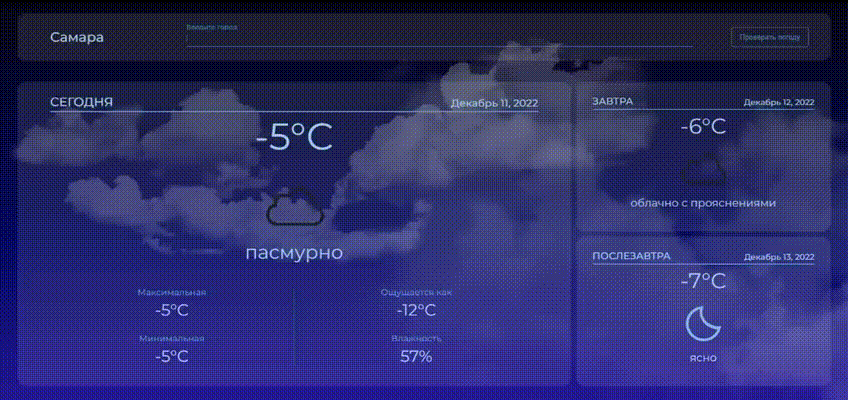 Самара
Введите город
Проверить погоду
СЕГОДНЯ
Декабрь 11, 2022
-5°C
пасмурно
Максимальная
-5°C
Ощущается как
-12°C
Минимальная
-5°C
Влажность
57%
ЗАВТРА
Декабрь 12, 2022
-6°C
облачно с прояснениями
ПОСЛЕЗАВТРА
Декабрь 13, 2022
-7°C
ясно